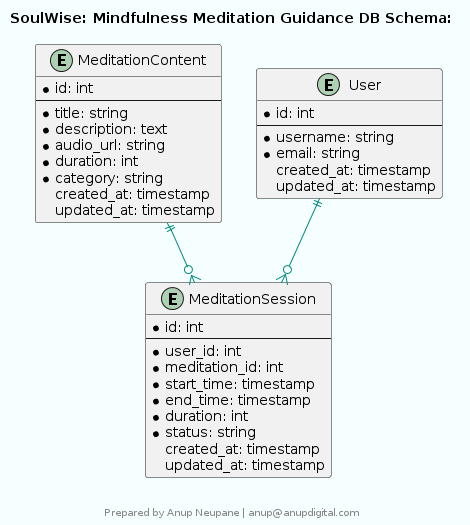 SoulWise: Mindfulness Meditation Guidance DB Schema:
E MeditationContent
id: int
title: string
description: text
audio_url: string
duration: int
category: string
created_at: timestamp
updated_at: timestamp
E User
id: int
username: string
email: string
created_at: timestamp
updated_at: timestamp
E MeditationSession
id: int
user_id: int
meditation_id: int
start_time: timestamp
end_time: timestamp
duration: int
status: string
created_at: timestamp
updated_at: timestamp
Prepared by Anup Neupane | anup@anupdigital.com